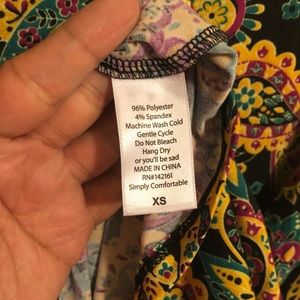 96% Polyester
4% Spandex
Machine Wash Cold
Gentle Cycle
Do Not Bleach
Hang Dry
or you'll be sad
MADE IN CHINA
RN#142161
Simply Comfortable
XS